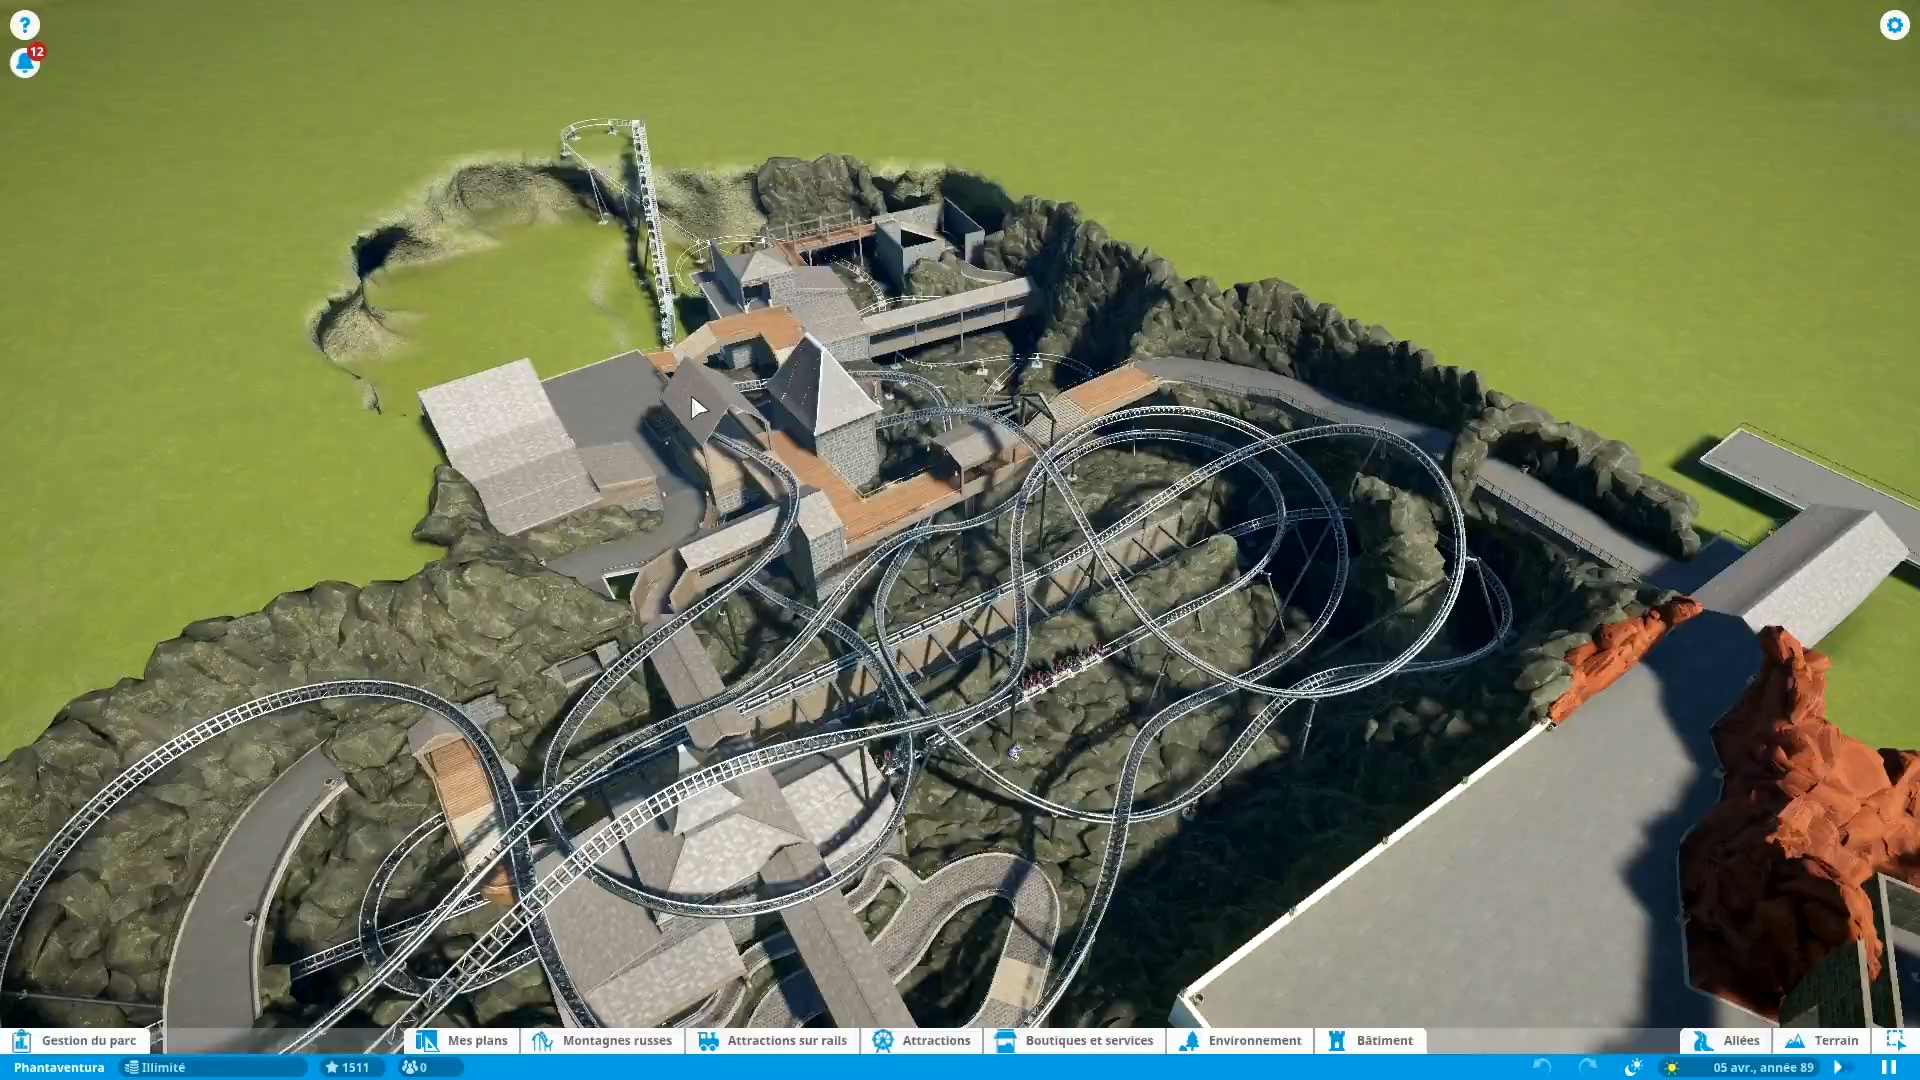 ?
12
Gestion du parc
Mes plans
Montagnes russes
Attractions sur rails
Attractions
Boutiques et services
Environnement
Bâtiment
Allées
Terrain
Phantaventura
Illimité
1511
0
05 avr., année 89